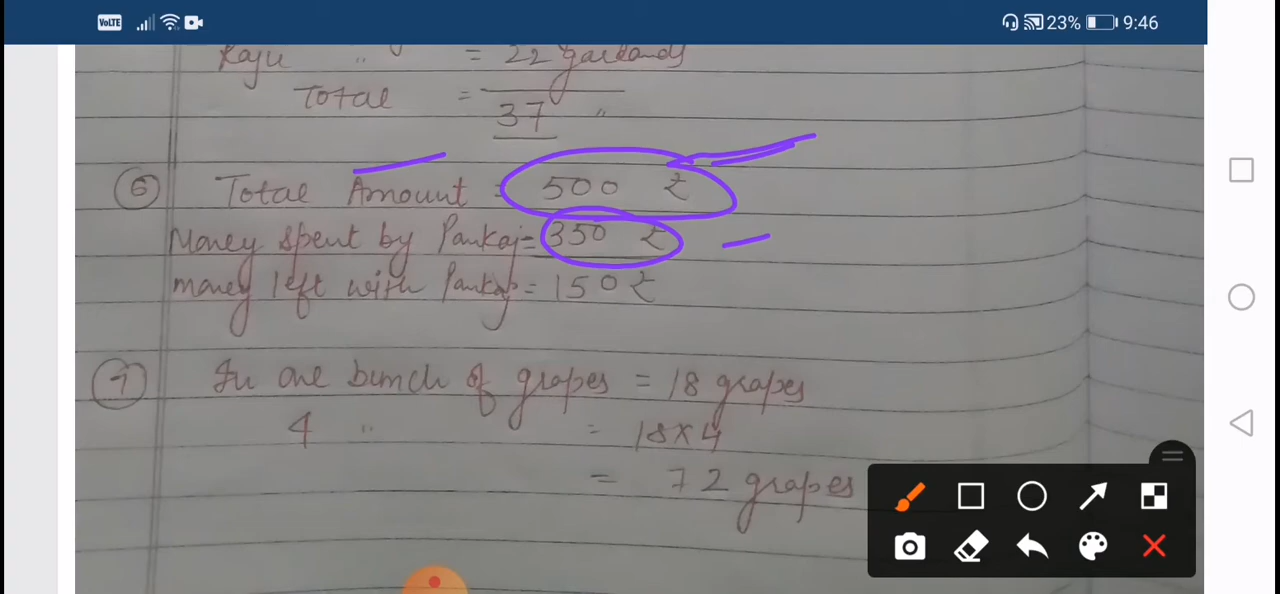 VoLTE 23% 9:46
Raju " = 22 garlands
Total = 37 "
6 Total Amount = 500 ₹
Money spent by Pankaj = 350 ₹
money left with Pankaj = 150 ₹
7 In one bunch of grapes = 18 grapes
4 " = 18×4
= 72 grapes